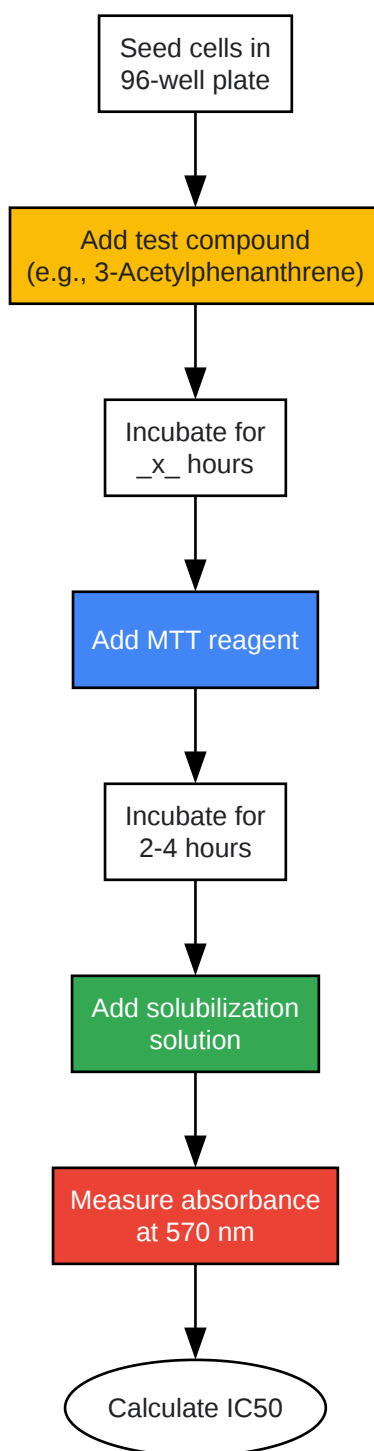 Seed cells in
96-well plate
Add test compound
(e.g., 3-Acetylphenanthrene)
Incubate for
_x_ hours
Add MTT reagent
Incubate for
2-4 hours
Add solubilization
solution
Measure absorbance
at 570 nm
Calculate IC50